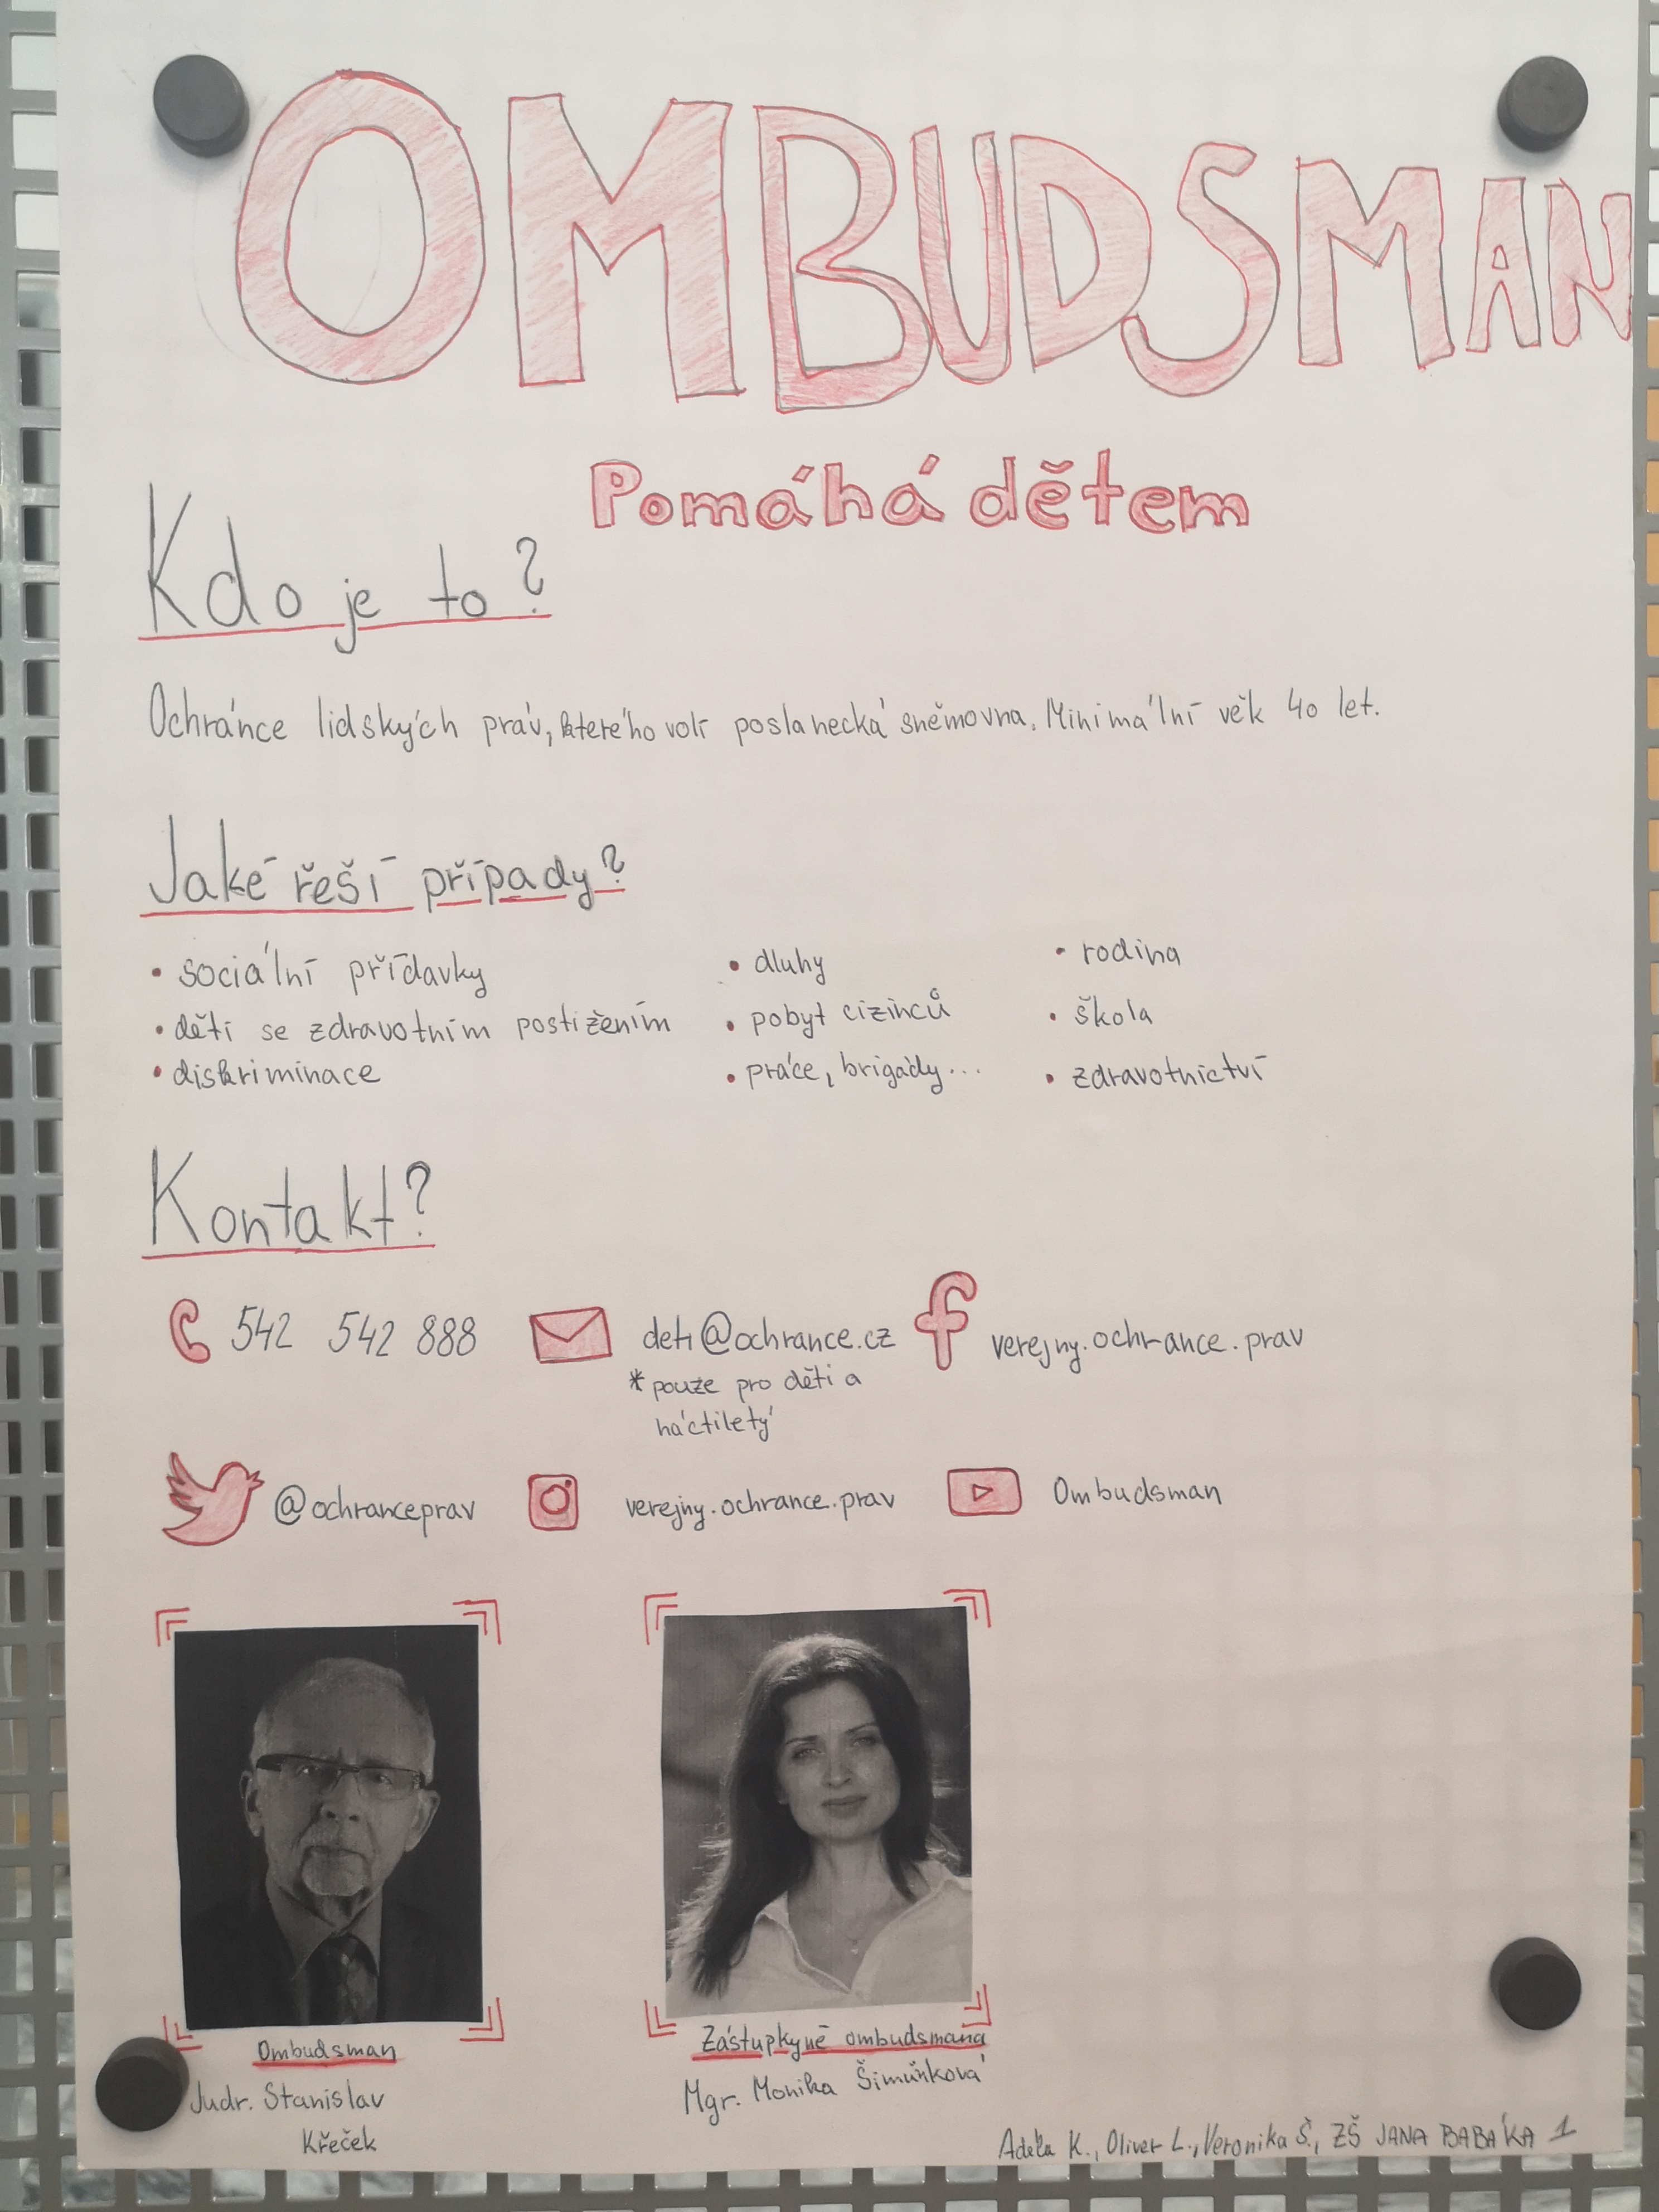 OMBUDSMAN
Pomáhá dětem
Kdo je to?
Ochránce lidských práv, kterého volí poslanecká sněmovna. Minimální věk 40 let.
Jaké řeší případy?
• sociální přídavky
• děti se zdravotním postižením
• diskriminace
• dluhy
• pobyt cizinců
• práce, brigády...
• rodina
• škola
• zdravotnictví
Kontakt?
542 542 888
deti@ochrance.cz
* pouze pro děti a
náctiletý
f verejny.ochrance.prav
@ochranceprav
verejny.ochrance.prav
Ombudsman
Ombudsman
Judr. Stanislav
Křeček
Zástupkyně ombudsmana
Mgr. Monika Šimůnková
Adéla K., Oliver L., Veronika Š., ZŠ JANA BABÁKA 1